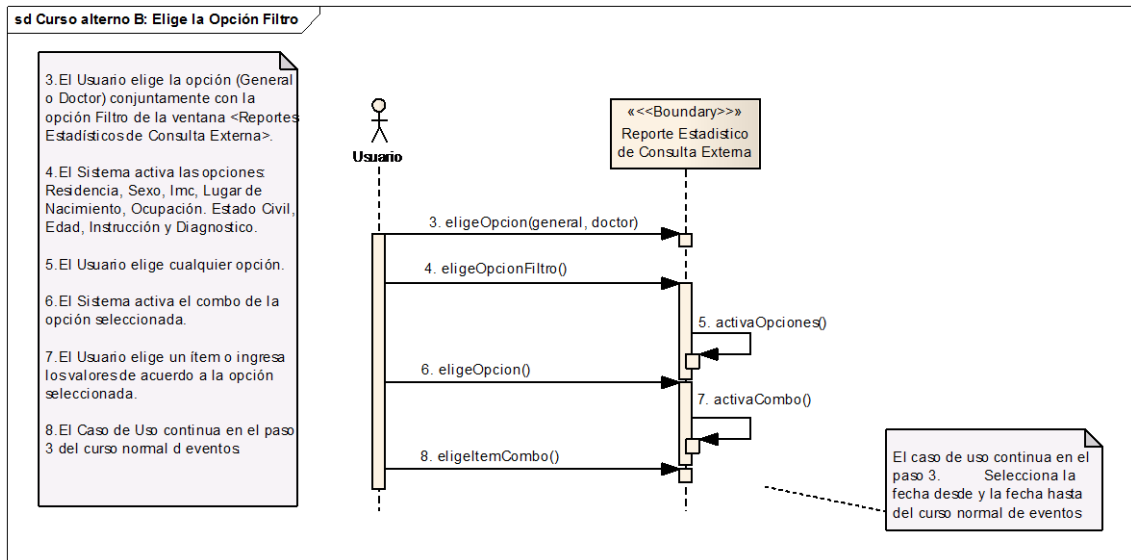 sd Curso alterno B: Elige la Opción Filtro
3.El Usuario elige la opción (General
o Doctor) conjuntamente con la
opción Filtro de la ventana <Reportes
Estadísticos de Consulta Externa>.
4.El Sistema activa las opciones:
Residencia, Sexo, Imc, Lugar de
Nacimiento, Ocupación. Estado Civil,
Edad, Instrucción y Diagnostico.
5.El Usuario elige cualquier opción.
6.El Sistema activa el combo de la
opción seleccionada.
7.El Usuario elige un ítem o ingresa
los valores de acuerdo a la opción
seleccionada.
8.El Caso de Uso continua en el paso
3 del curso normal d eventos.
Usuario
«<<Boundary>>»
Reporte Estadistico
de Consulta Externa
3. eligeOpcion(general, doctor)
4. eligeOpcionFiltro()
5. activaOpciones()
6. eligeOpcion()
7. activaCombo()
8. eligeItemCombo()
El caso de uso continua en el
paso 3. Selecciona la
fecha desde y la fecha hasta
del curso normal de eventos